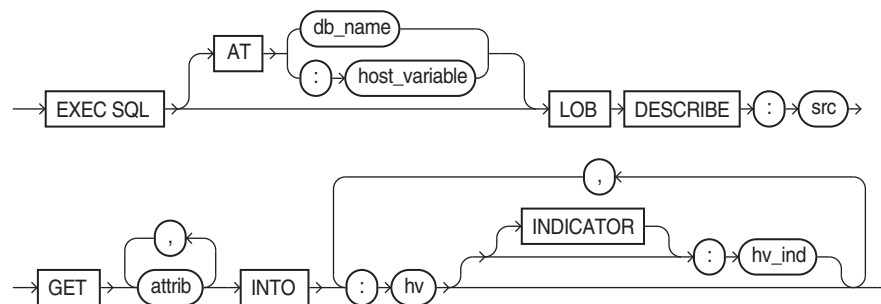 db_name
AT
: host_variable
EXEC SQL LOB DESCRIBE : src
, ,
INDICATOR
: hv_ind
GET attrib INTO : hv